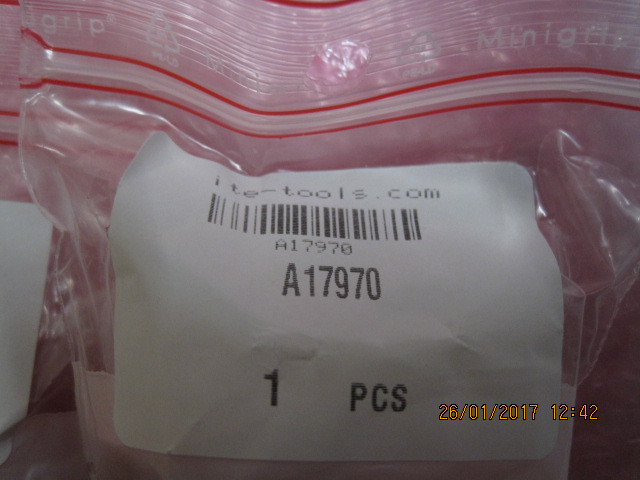 Minigrip
ite-tools.com
A17970
A17970
1 PCS
26/01/2017 12:42